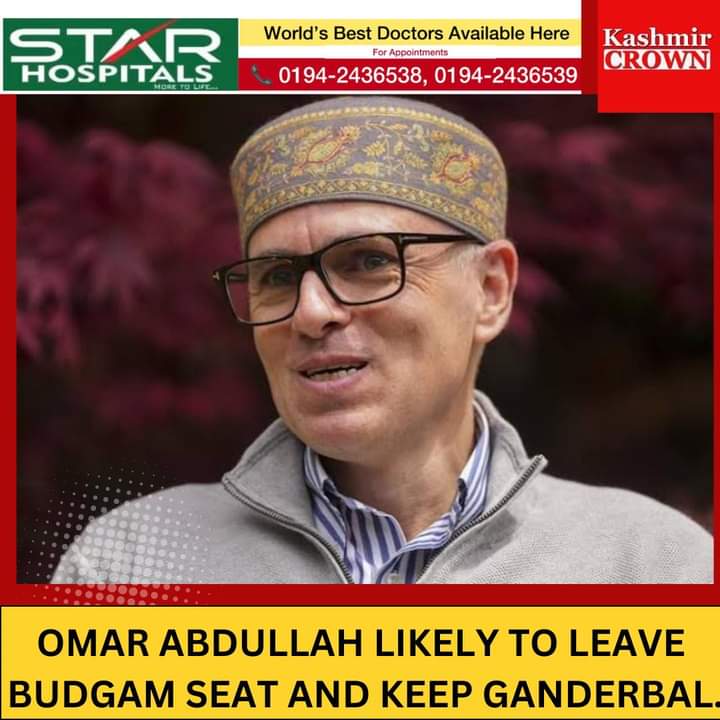 STAR
HOSPITALS
MORE TO LIFE...
World's Best Doctors Available Here
For Appointments
0194-2436538, 0194-2436539
Kashmir
CROWN
OMAR ABDULLAH LIKELY TO LEAVE
BUDGAM SEAT AND KEEP GANDERBAL.